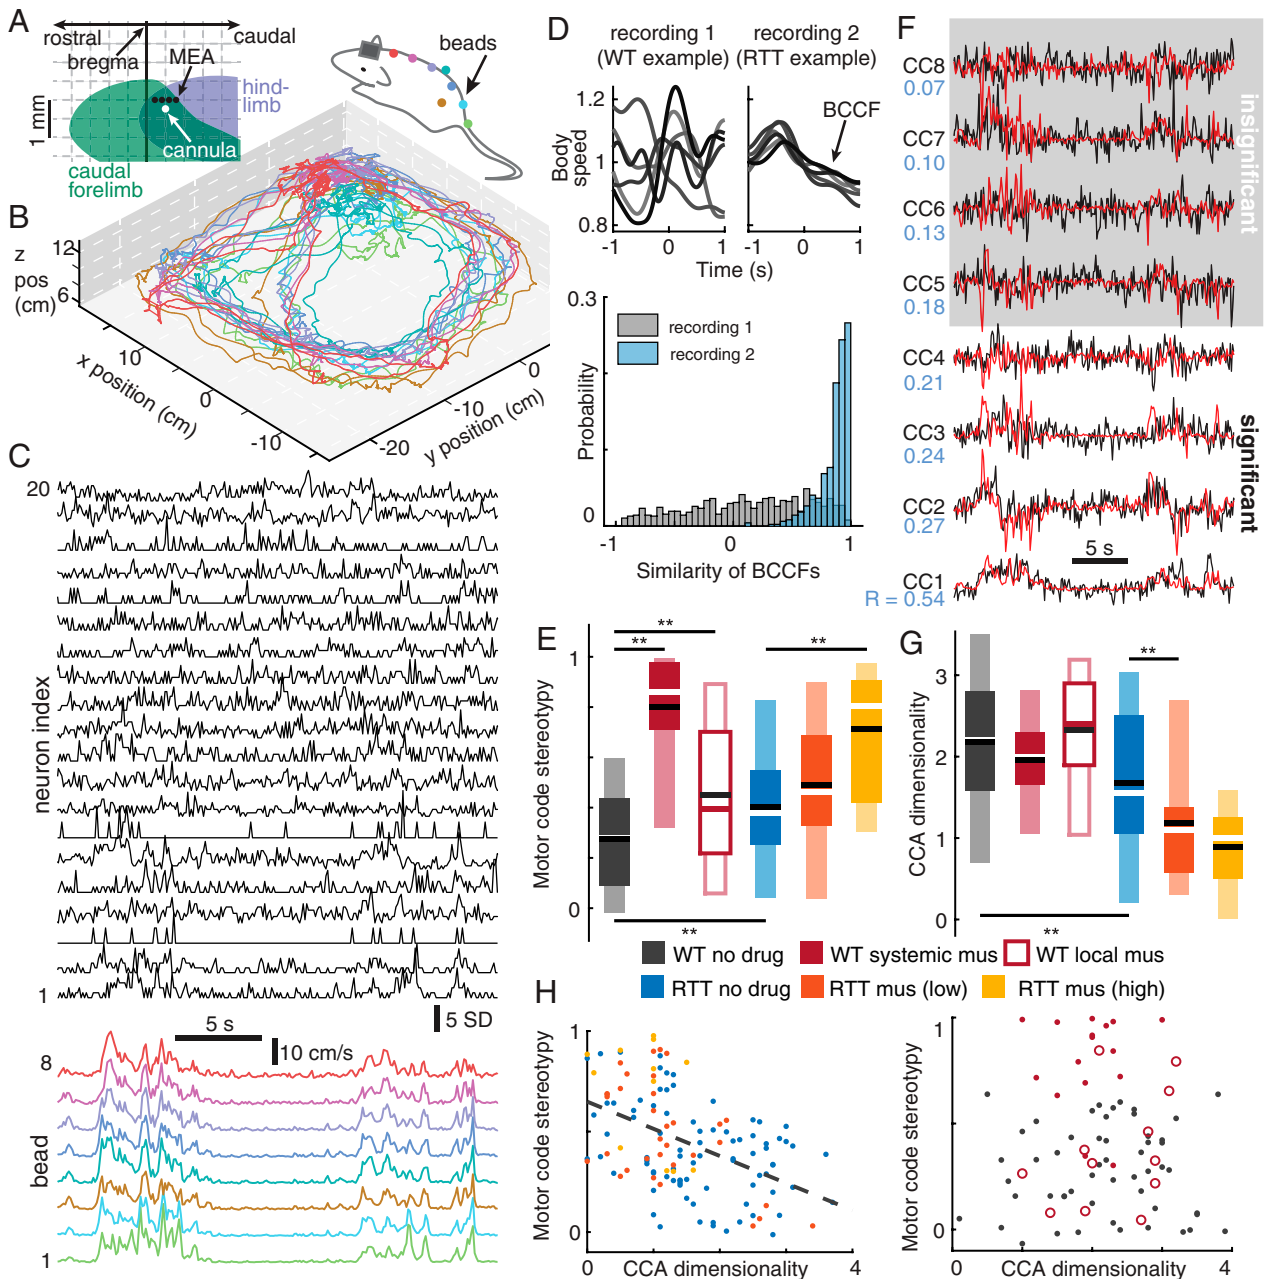 A
rostral
caudal
bregma
MEA
hind-
limb
1 mm
cannula
caudal
forelimb
beads
B
z
pos
(cm)
12
6
10
0
-10
x position (cm)
-20
-10
0
y position (cm)
C
20
neuron index
1
5 SD
5 s
10 cm/s
8
bead
1
D
recording 1
(WT example)
recording 2
(RTT example)
1.2
1
0.8
Body
speed
BCCF
-1
0
1
-1
0
1
Time (s)
0.3
0
Probability
recording 1
recording 2
-1
0
1
Similarity of BCCFs
E
**
**
**
1
0
Motor code stereotypy
**
F
CC8
0.07
CC7
0.10
CC6
0.13
CC5
0.18
insignificant
CC4
0.21
CC3
0.24
CC2
0.27
significant
5 s
CC1
R = 0.54
G
**
3
2
1
0
CCA dimensionality
**
WT no drug
WT systemic mus
WT local mus
RTT no drug
RTT mus (low)
RTT mus (high)
H
1
0
Motor code stereotypy
0
CCA dimensionality
4
1
0
Motor code stereotypy
0
CCA dimensionality
4